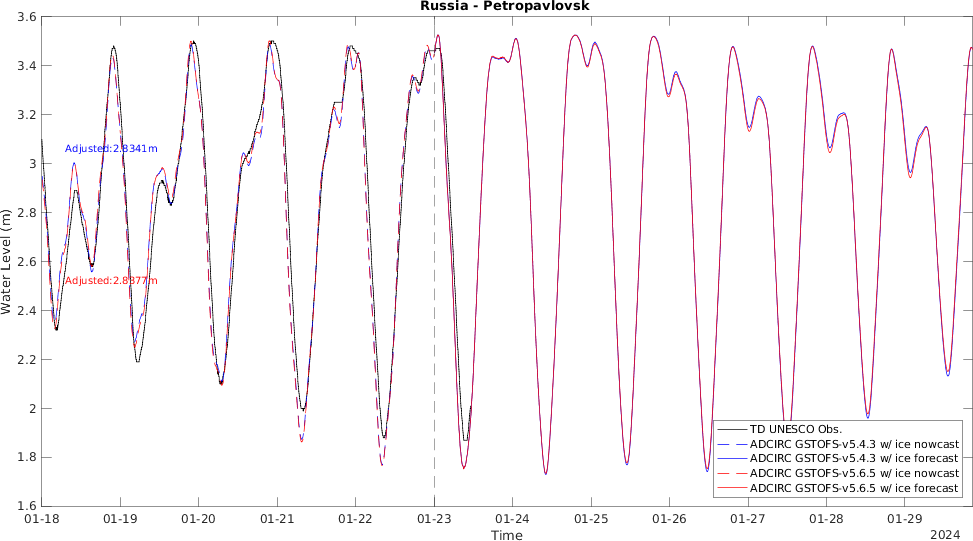 Russia - Petropavlovsk
3.6
3.4
3.2
3
2.8
2.6
2.4
2.2
2
1.8
1.6
Water Level (m)
Adjusted:2.8341m
Adjusted:2.8377m
TD UNESCO Obs.
ADCIRC GSTOFS-v5.4.3 w/ ice nowcast
ADCIRC GSTOFS-v5.4.3 w/ ice forecast
ADCIRC GSTOFS-v5.6.5 w/ ice nowcast
ADCIRC GSTOFS-v5.6.5 w/ ice forecast
01-18 01-19 01-20 01-21 01-22 01-23 01-24 01-25 01-26 01-27 01-28 01-29
Time
2024